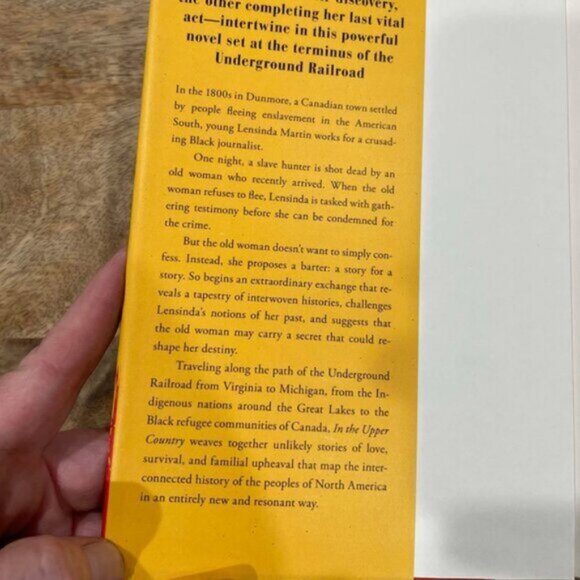 the other completing her last vital
act—intertwine in this powerful
novel set at the terminus of the
Underground Railroad
In the 1800s in Dunmore, a Canadian town settled
by people fleeing enslavement in the American
South, young Lensinda Martin works for a crusad-
ing Black journalist.
One night, a slave hunter is shot dead by an
old woman who recently arrived. When the old
woman refuses to flee, Lensinda is tasked with gath-
ering testimony before she can be condemned for
the crime.
But the old woman doesn't want to simply con-
fess. Instead, she proposes a barter: a story for a
story. So begins an extraordinary exchange that re-
veals a tapestry of interwoven histories, challenges
Lensinda's notions of her past, and suggests that
the old woman may carry a secret that could re-
shape her destiny.
Traveling along the path of the Underground
Railroad from Virginia to Michigan, from the In-
digenous nations around the Great Lakes to the
Black refugee communities of Canada, In the Upper
Country weaves together unlikely stories of love,
survival, and familial upheaval that map the inter-
connected history of the peoples of North America
in an entirely new and resonant way.